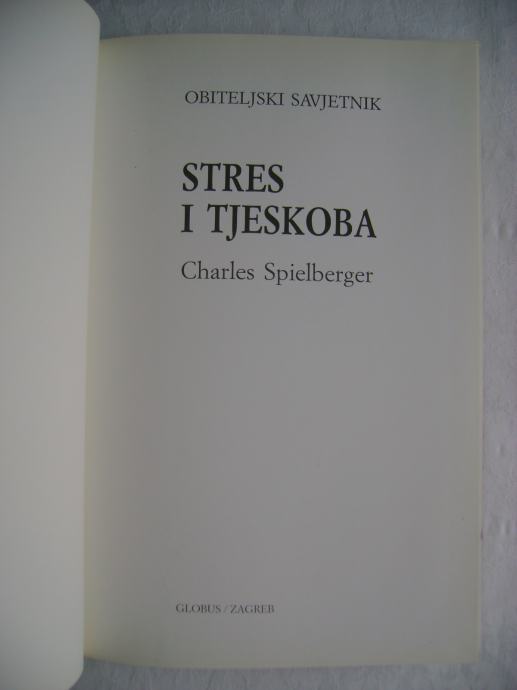 OBITELJSKI SAVJETNIK
STRES
I TJESKOBA
Charles Spielberger
GLOBUS / ZAGREB